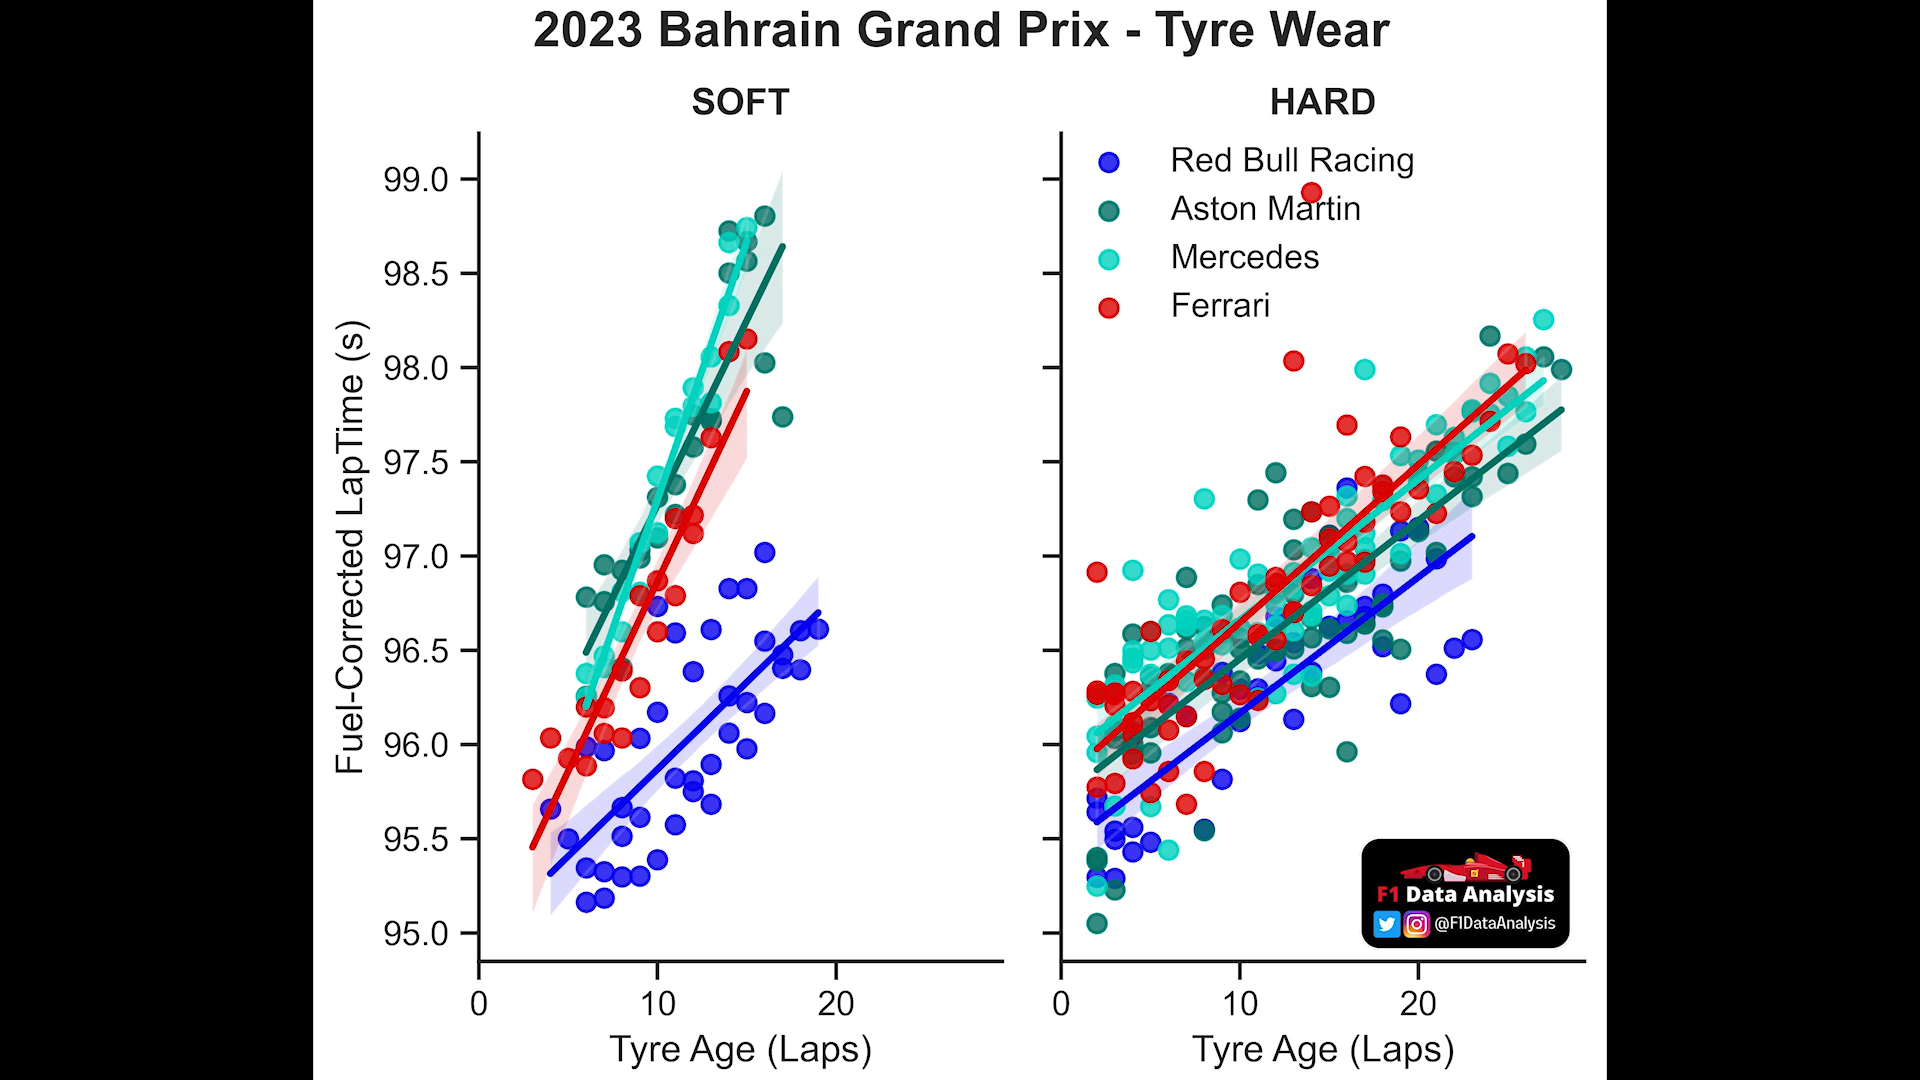 2023 Bahrain Grand Prix - Tyre Wear
SOFT
HARD
Fuel-Corrected LapTime (s)
99.0
98.5
98.0
97.5
97.0
96.5
96.0
95.5
95.0
0
10
20
Tyre Age (Laps)
Red Bull Racing
Aston Martin
Mercedes
Ferrari
0
10
20
Tyre Age (Laps)
F1 Data Analysis
@F1DataAnalysis